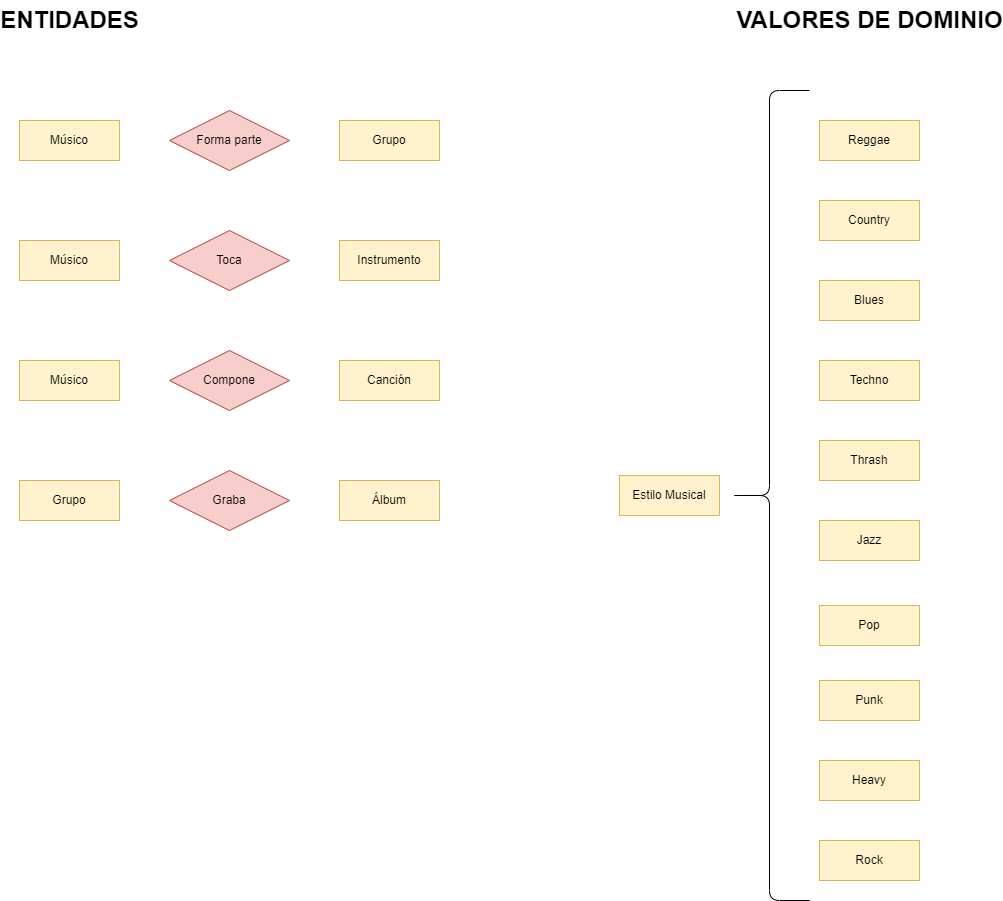 ENTIDADES
VALORES DE DOMINIO
Músico
Forma parte
Grupo
Músico
Toca
Instrumento
Músico
Compone
Canción
Grupo
Graba
Álbum
Estilo Musical
Reggae
Country
Blues
Techno
Thrash
Jazz
Pop
Punk
Heavy
Rock